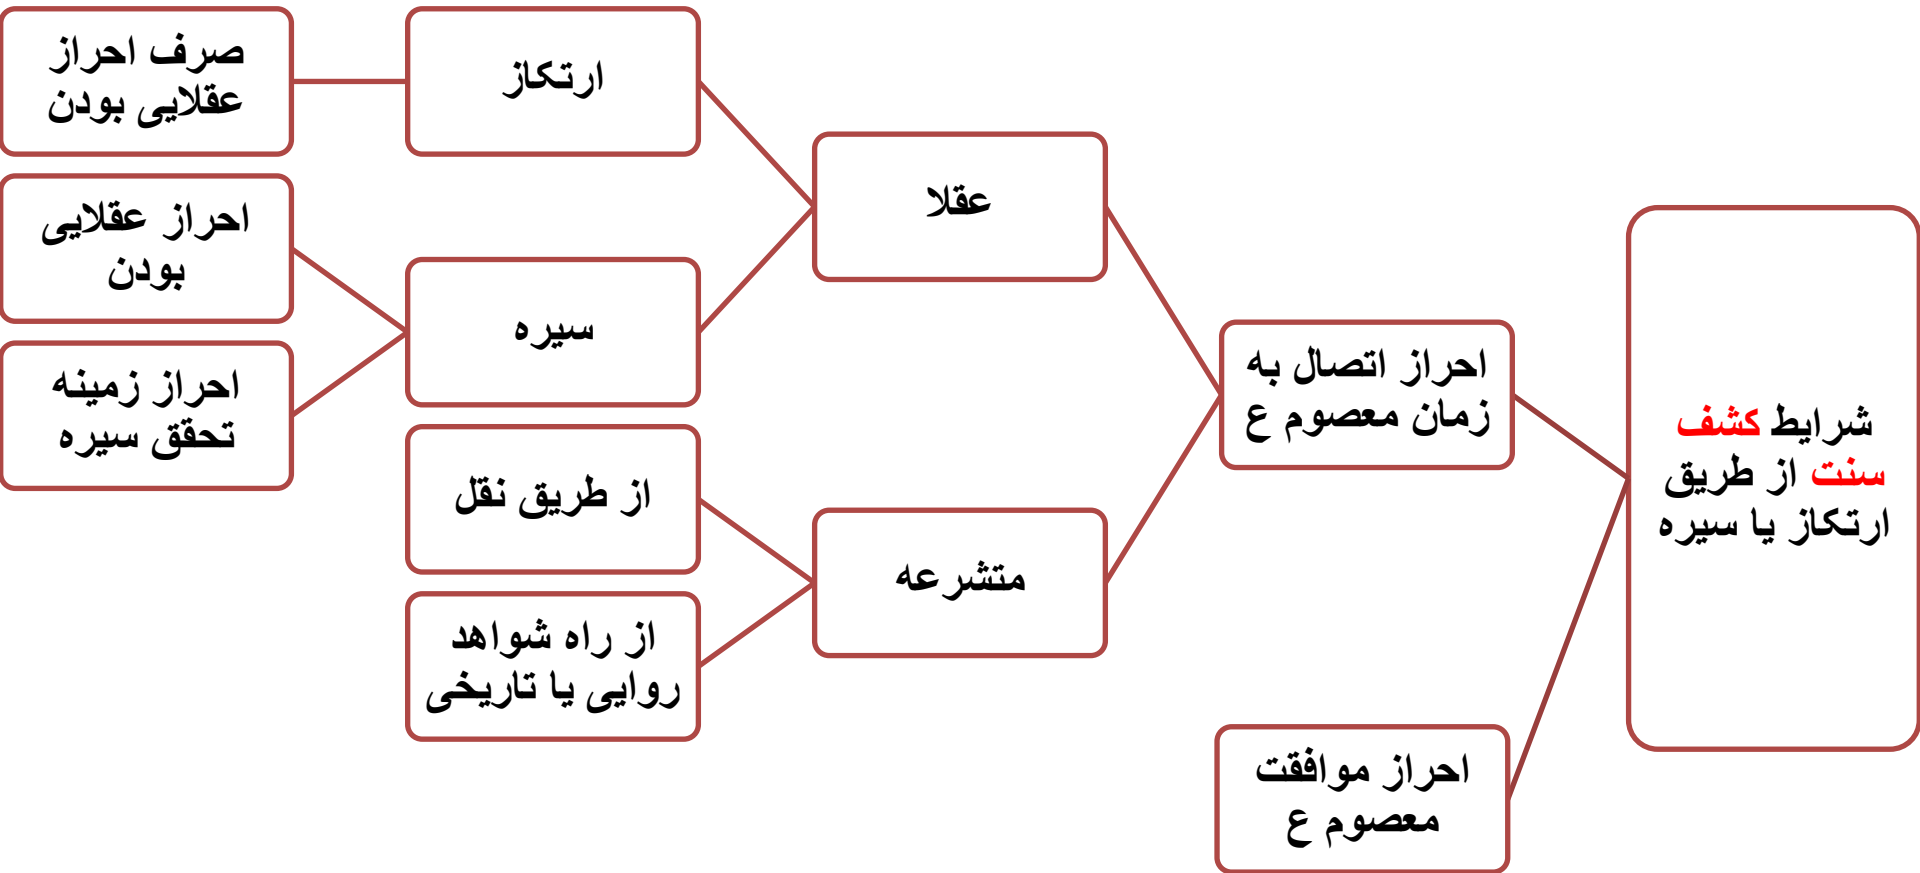 شرایط کشف
سنت از طریق
ارتکاز یا سیره
احراز اتصال به
زمان معصوم ع
عقلا
ارتکاز
صرف احراز
عقلایی بودن
سیره
احراز عقلایی
بودن
احراز زمینه
تحقق سیره
متشرعه
از طریق نقل
از راه شواهد
روایی یا تاریخی
احراز موافقت
معصوم ع